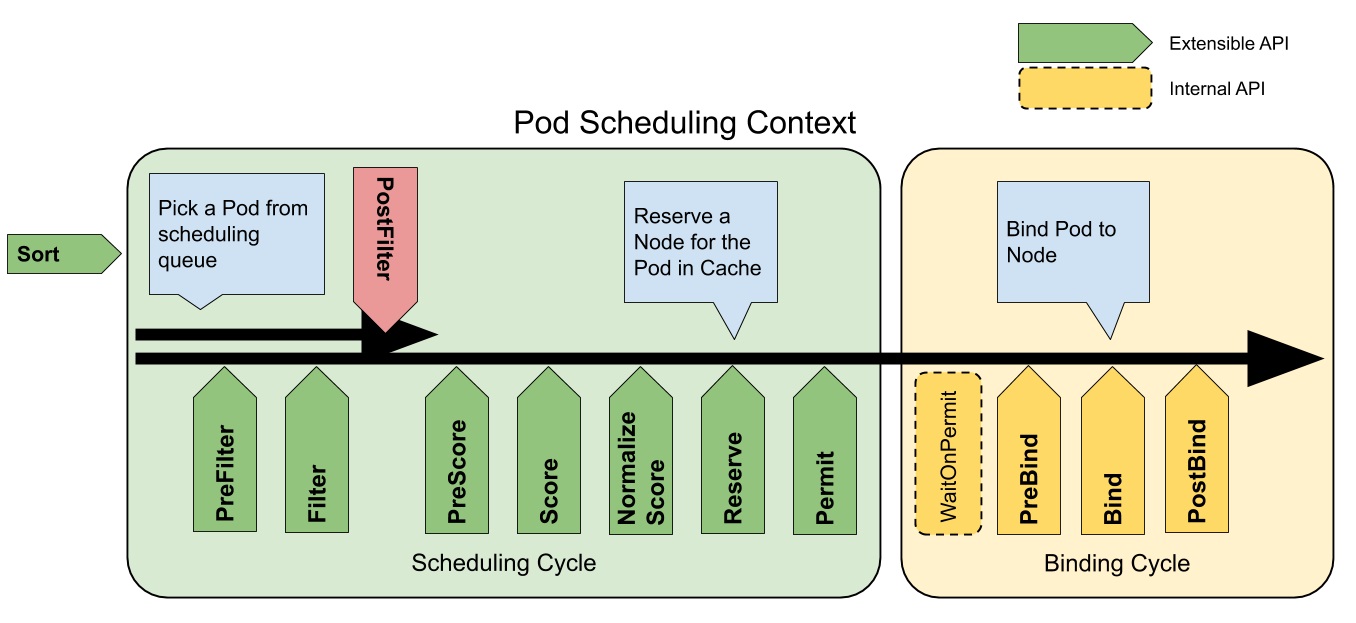 Extensible API
Internal API
Pod Scheduling Context
Sort
Pick a Pod from
scheduling
queue
PostFilter
Reserve a
Node for the
Pod in Cache
Bind Pod to
Node
PreFilter
Filter
PreScore
Score
Normalize
Score
Reserve
Permit
WaitOnPermit
PreBind
Bind
PostBind
Scheduling Cycle
Binding Cycle